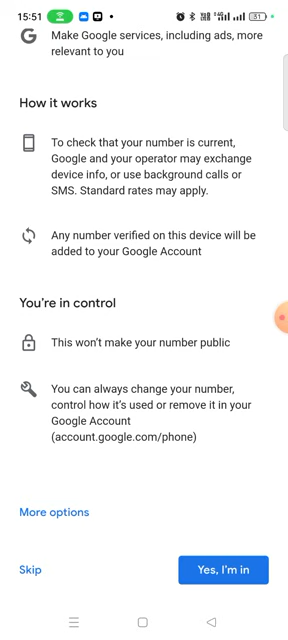 15:51
Make Google services, including ads, more
relevant to you
How it works
To check that your number is current,
Google and your operator may exchange
device info, or use background calls or
SMS. Standard rates may apply.
Any number verified on this device will be
added to your Google Account
You're in control
This won't make your number public
You can always change your number,
control how it's used or remove it in your
Google Account
(account.google.com/phone)
More options
Skip
Yes, I'm in